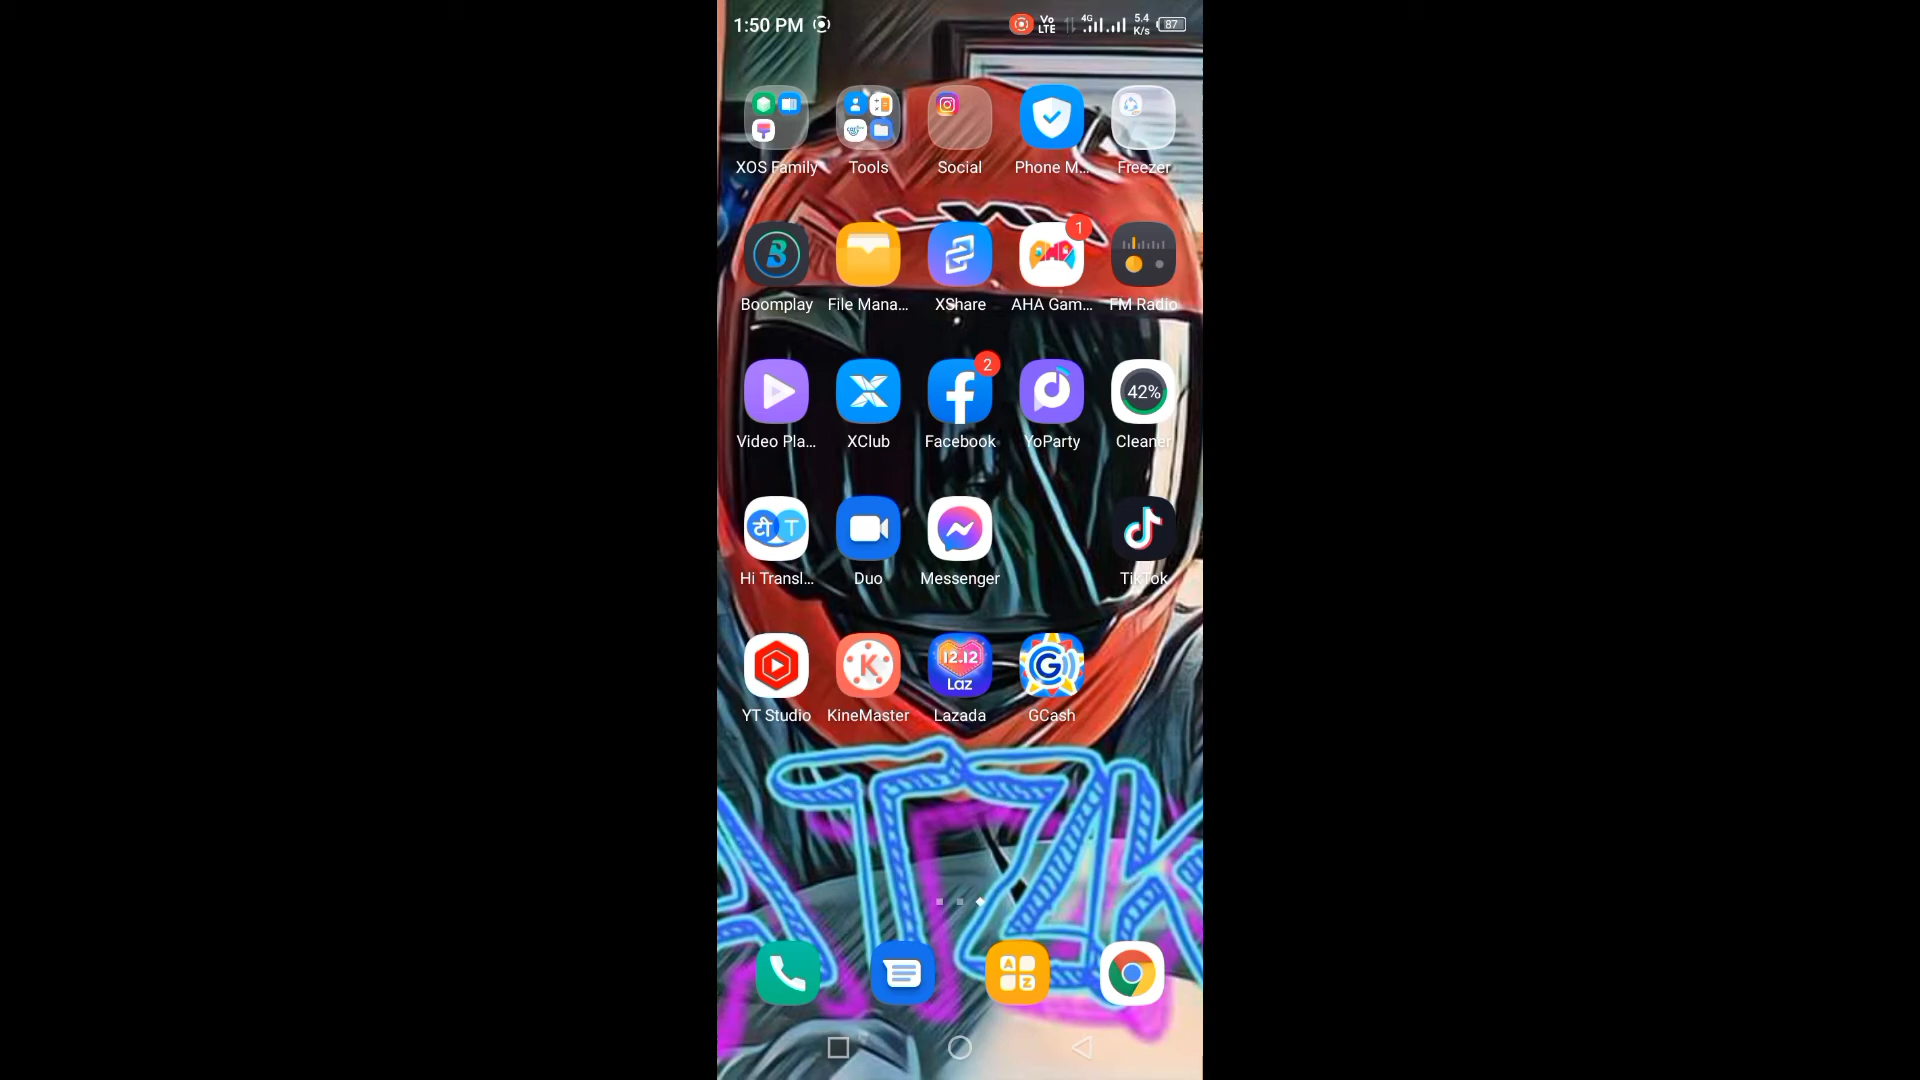 1:50 PM
Vo LTE 4G 5.4 K/s 87
XOS Family Tools Social Phone M... Freezer
1
Boomplay File Mana... XShare AHA Gam... FM Radio
2
42%
Video Pla... XClub Facebook YoParty Cleaner
टी T
Hi Transl... Duo Messenger TikTok
K 12.12 Laz G
YT Studio KineMaster Lazada GCash
ATZK
A Z